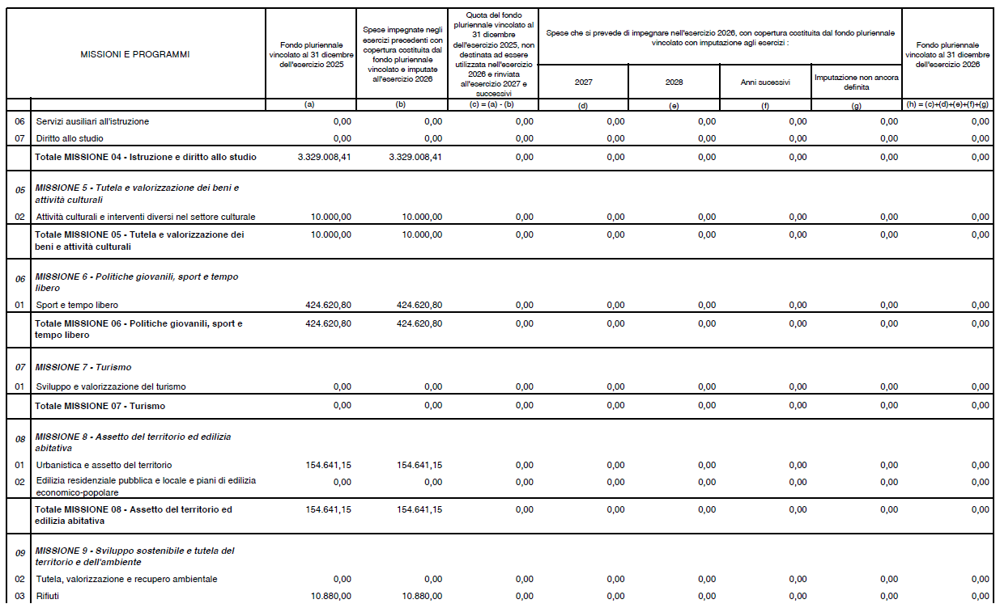 MISSIONI E PROGRAMMI
Fondo pluriennale
vincolato al 31 dicembre
dell'esercizio 2025
Spese impegnate negli
esercizi precedenti con
copertura costituita dal
fondo pluriennale
vincolato e imputate
all'esercizio 2026
Quota del fondo
pluriennale vincolato al
31 dicembre
dell'esercizio 2025, non
destinata ad essere
utilizzata nell'esercizio
2026 e rinviata
all'esercizio 2027 e
successivi
Spese che si prevede di impegnare nell'esercizio 2026, con copertura costituita dal fondo pluriennale
vincolato con imputazione agli esercizi :
2027
2028
Anni sucessivi
Imputazione non ancora
definita
Fondo pluriennale
vincolato al 31 dicembre
dell'esercizio 2026
(a) (b) (c) = (a) - (b) (d) (e) (f) (g) (h) = (c)+(d)+(e)+(f)+(g)
06 Servizi ausiliari all'istruzione 0,00 0,00 0,00 0,00 0,00 0,00 0,00 0,00
07 Diritto allo studio 0,00 0,00 0,00 0,00 0,00 0,00 0,00 0,00
Totale MISSIONE 04 - Istruzione e diritto allo studio 3.329.008,41 3.329.008,41 0,00 0,00 0,00 0,00 0,00 0,00
05 MISSIONE 5 - Tutela e valorizzazione dei beni e
attività culturali
02 Attività culturali e interventi diversi nel settore culturale 10.000,00 10.000,00 0,00 0,00 0,00 0,00 0,00 0,00
Totale MISSIONE 05 - Tutela e valorizzazione dei 10.000,00 10.000,00 0,00 0,00 0,00 0,00 0,00 0,00
beni e attività culturali
06 MISSIONE 6 - Politiche giovanili, sport e tempo
libero
01 Sport e tempo libero 424.620,80 424.620,80 0,00 0,00 0,00 0,00 0,00 0,00
Totale MISSIONE 06 - Politiche giovanili, sport e 424.620,80 424.620,80 0,00 0,00 0,00 0,00 0,00 0,00
tempo libero
07 MISSIONE 7 - Turismo
01 Sviluppo e valorizzazione del turismo 0,00 0,00 0,00 0,00 0,00 0,00 0,00 0,00
Totale MISSIONE 07 - Turismo 0,00 0,00 0,00 0,00 0,00 0,00 0,00 0,00
08 MISSIONE 8 - Assetto del territorio ed edilizia
abitativa
01 Urbanistica e assetto del territorio 154.641,15 154.641,15 0,00 0,00 0,00 0,00 0,00 0,00
02 Edilizia residenziale pubblica e locale e piani di edilizia 0,00 0,00 0,00 0,00 0,00 0,00 0,00 0,00
economico-popolare
Totale MISSIONE 08 - Assetto del territorio ed 154.641,15 154.641,15 0,00 0,00 0,00 0,00 0,00 0,00
edilizia abitativa
09 MISSIONE 9 - Sviluppo sostenibile e tutela del
territorio e dell'ambiente
02 Tutela, valorizzazione e recupero ambientale 0,00 0,00 0,00 0,00 0,00 0,00 0,00 0,00
03 Rifiuti 10.880,00 10.880,00 0,00 0,00 0,00 0,00 0,00 0,00